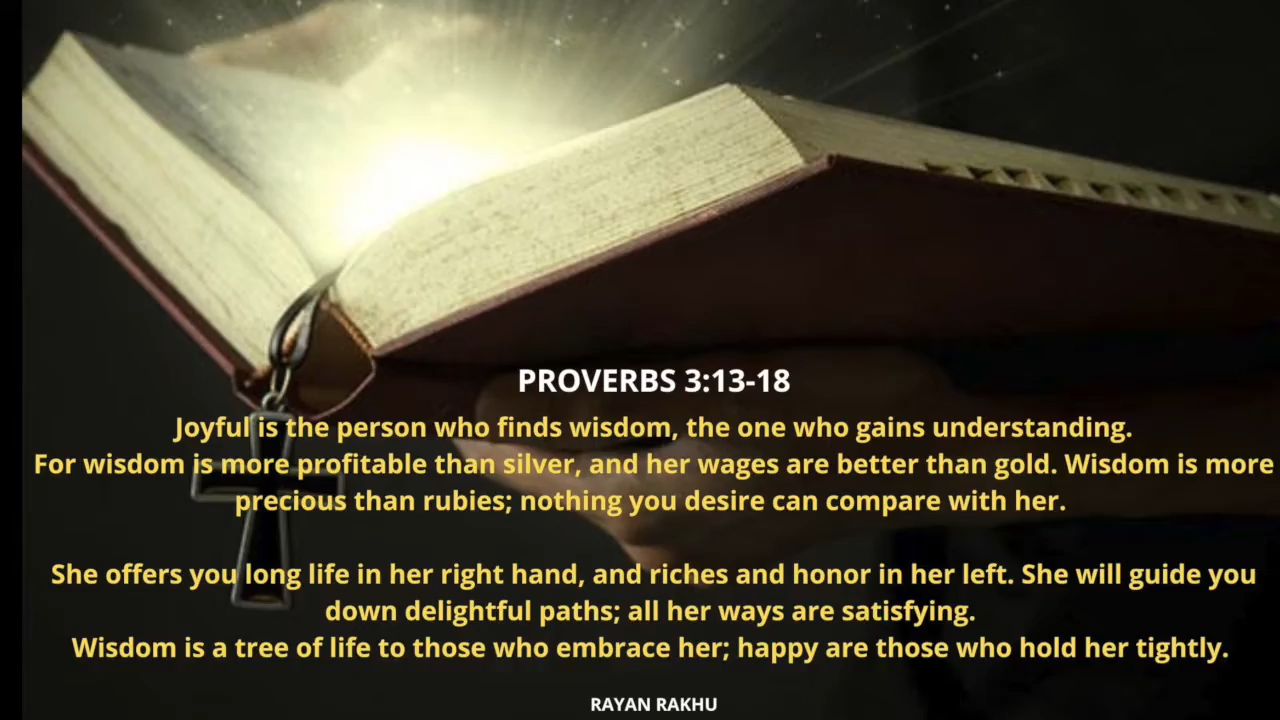 PROVERBS 3:13-18
Joyful is the person who finds wisdom, the one who gains understanding.
For wisdom is more profitable than silver, and her wages are better than gold. Wisdom is more
precious than rubies; nothing you desire can compare with her.
She offers you long life in her right hand, and riches and honor in her left. She will guide you
down delightful paths; all her ways are satisfying.
Wisdom is a tree of life to those who embrace her; happy are those who hold her tightly.
RAYAN RAKHU